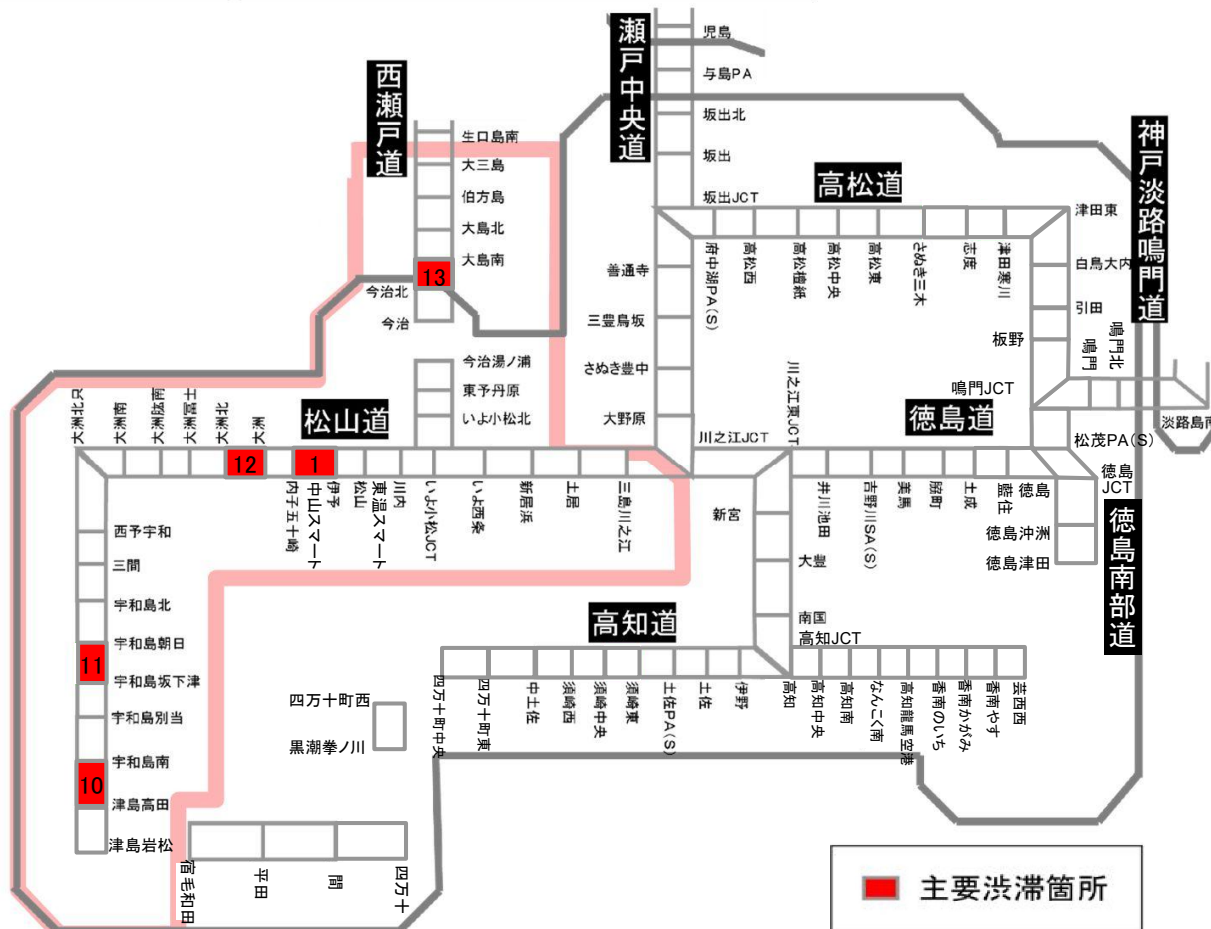 瀬戸中央道
児島
与島PA
坂出北
坂出
坂出JCT
西瀬戸道
生口島南
大三島
伯方島
大島北
大島南
13
今治北
今治
今治湯ノ浦
東予丹原
いよ小松北
高松道
府中湖PA(S)
高松西
高松檀紙
高松中央
高松東
さぬき三木
志度
津田寒川
津田東
白鳥大内
引田
板野
神戸淡路鳴門道
鳴門
鳴門北
鳴門JCT
淡路島南
善通寺
三豊鳥坂
さぬき豊中
大野原
川之江JCT
川之江東JCT
徳島道
松茂PA(S)
徳島JCT
井川池田
吉野川SA(S)
美馬
脇町
土成
藍住
徳島
徳島沖洲
徳島津田
徳島南部道
松山道
大洲北只
大洲南
大洲肱南
大洲冨士
大洲北
大洲
12
1
内子五十崎
中山スマート
伊予
松山
東温スマート
川内
いよ小松JCT
いよ西条
新居浜
土居
三島川之江
西予宇和
三間
宇和島北
宇和島朝日
11
宇和島坂下津
宇和島別当
宇和島南
10
津島高田
津島岩松
新宮
大豊
南国
高知JCT
高知道
四万十町中央
四万十町東
中土佐
須崎西
須崎中央
須崎東
土佐PA(S)
土佐
伊野
高知
高知中央
高知南
なんこく南
高知龍馬空港
香南のいち
香南かがみ
香南やす
芸西西
四万十町西
黒潮拳ノ川
宿毛和田
平田
間
四万十
主要渋滞箇所